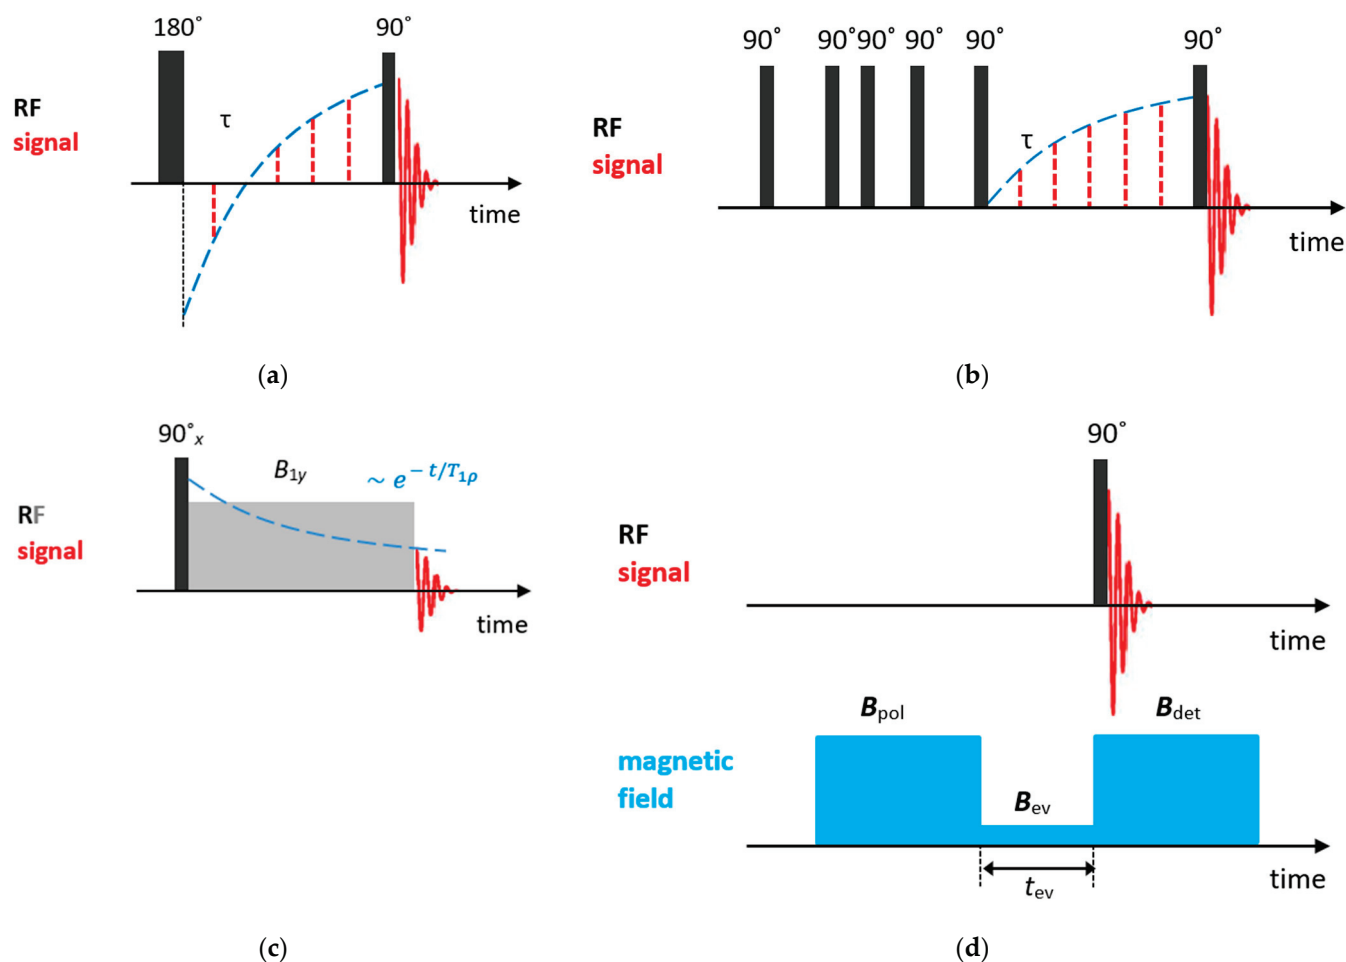 180˚ 90˚
RF
signal
τ
time
(a)
90˚ 90˚ 90˚ 90˚ 90˚ 90˚
RF
signal
τ
time
(b)
90˚x
B1y
~ e^−t/T1ρ
RF
signal
time
(c)
90˚
RF
signal
time
Bpol
Bdet
magnetic
field
Bev
tev
time
(d)